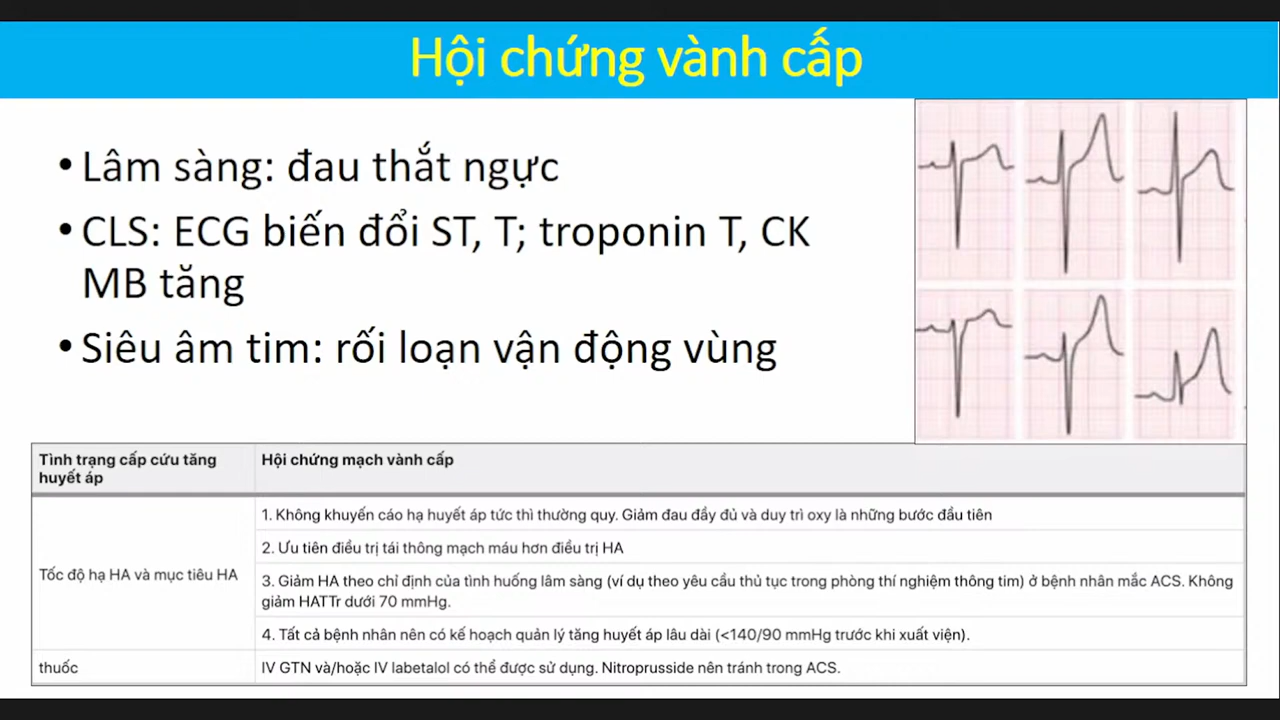 Hội chứng vành cấp
• Lâm sàng: đau thắt ngực
• CLS: ECG biến đổi ST, T; troponin T, CK
MB tăng
• Siêu âm tim: rối loạn vận động vùng
Tình trạng cấp cứu tăng
huyết áp
Hội chứng mạch vành cấp
Tốc độ hạ HA và mục tiêu HA
1. Không khuyến cáo hạ huyết áp tức thì thường quy. Giảm đau đầy đủ và duy trì oxy là những bước đầu tiên
2. Ưu tiên điều trị tái thông mạch máu hơn điều trị HA
3. Giảm HA theo chỉ định của tình huống lâm sàng (ví dụ theo yêu cầu thủ tục trong phòng thí nghiệm thông tim) ở bệnh nhân mắc ACS. Không
giảm HATTr dưới 70 mmHg.
4. Tất cả bệnh nhân nên có kế hoạch quản lý tăng huyết áp lâu dài (<140/90 mmHg trước khi xuất viện).
thuốc
IV GTN và/hoặc IV labetalol có thể được sử dụng. Nitroprusside nên tránh trong ACS.